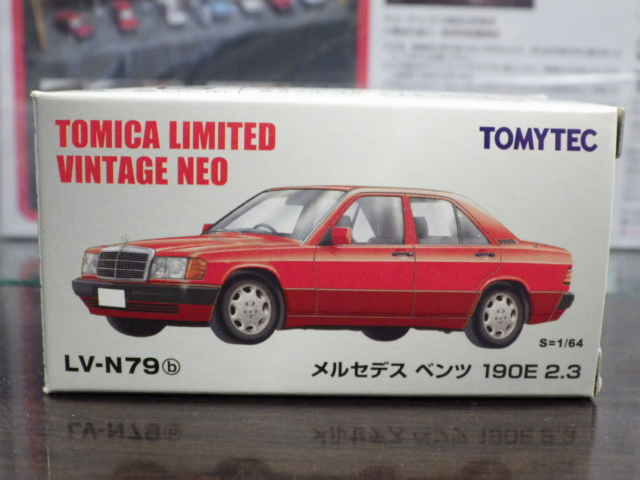 TOMICA LIMITED
VINTAGE NEO
TOMYTEC
S=1/64
LV-N79ⓑ
メルセデス ベンツ 190E 2.3